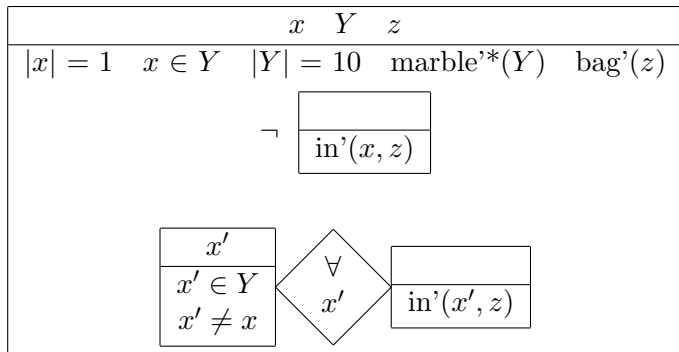 x Y z
|x| = 1 x ∈ Y |Y| = 10 marble'*(Y) bag'(z)
¬
in'(x, z)
x′
x′ ∈ Y
x′ ≠ x
∀
x′
in'(x′, z)